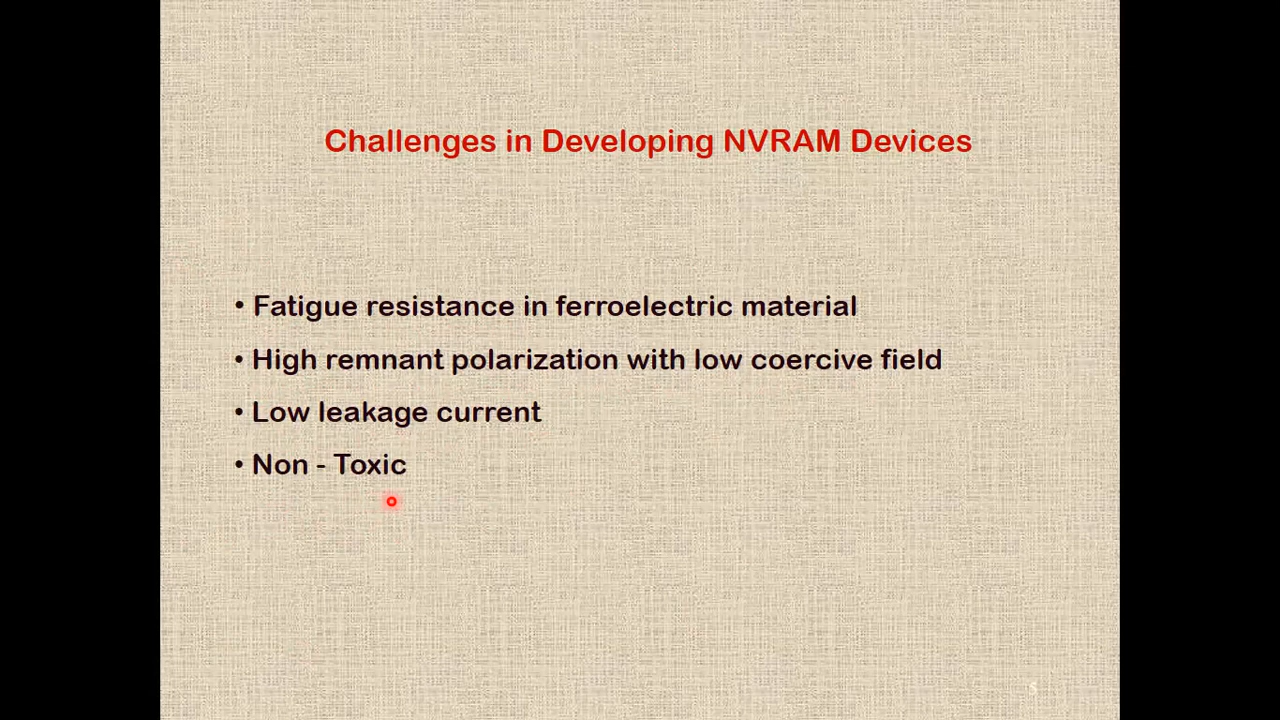 Challenges in Developing NVRAM Devices
• Fatigue resistance in ferroelectric material
• High remnant polarization with low coercive field
• Low leakage current
• Non - Toxic
5